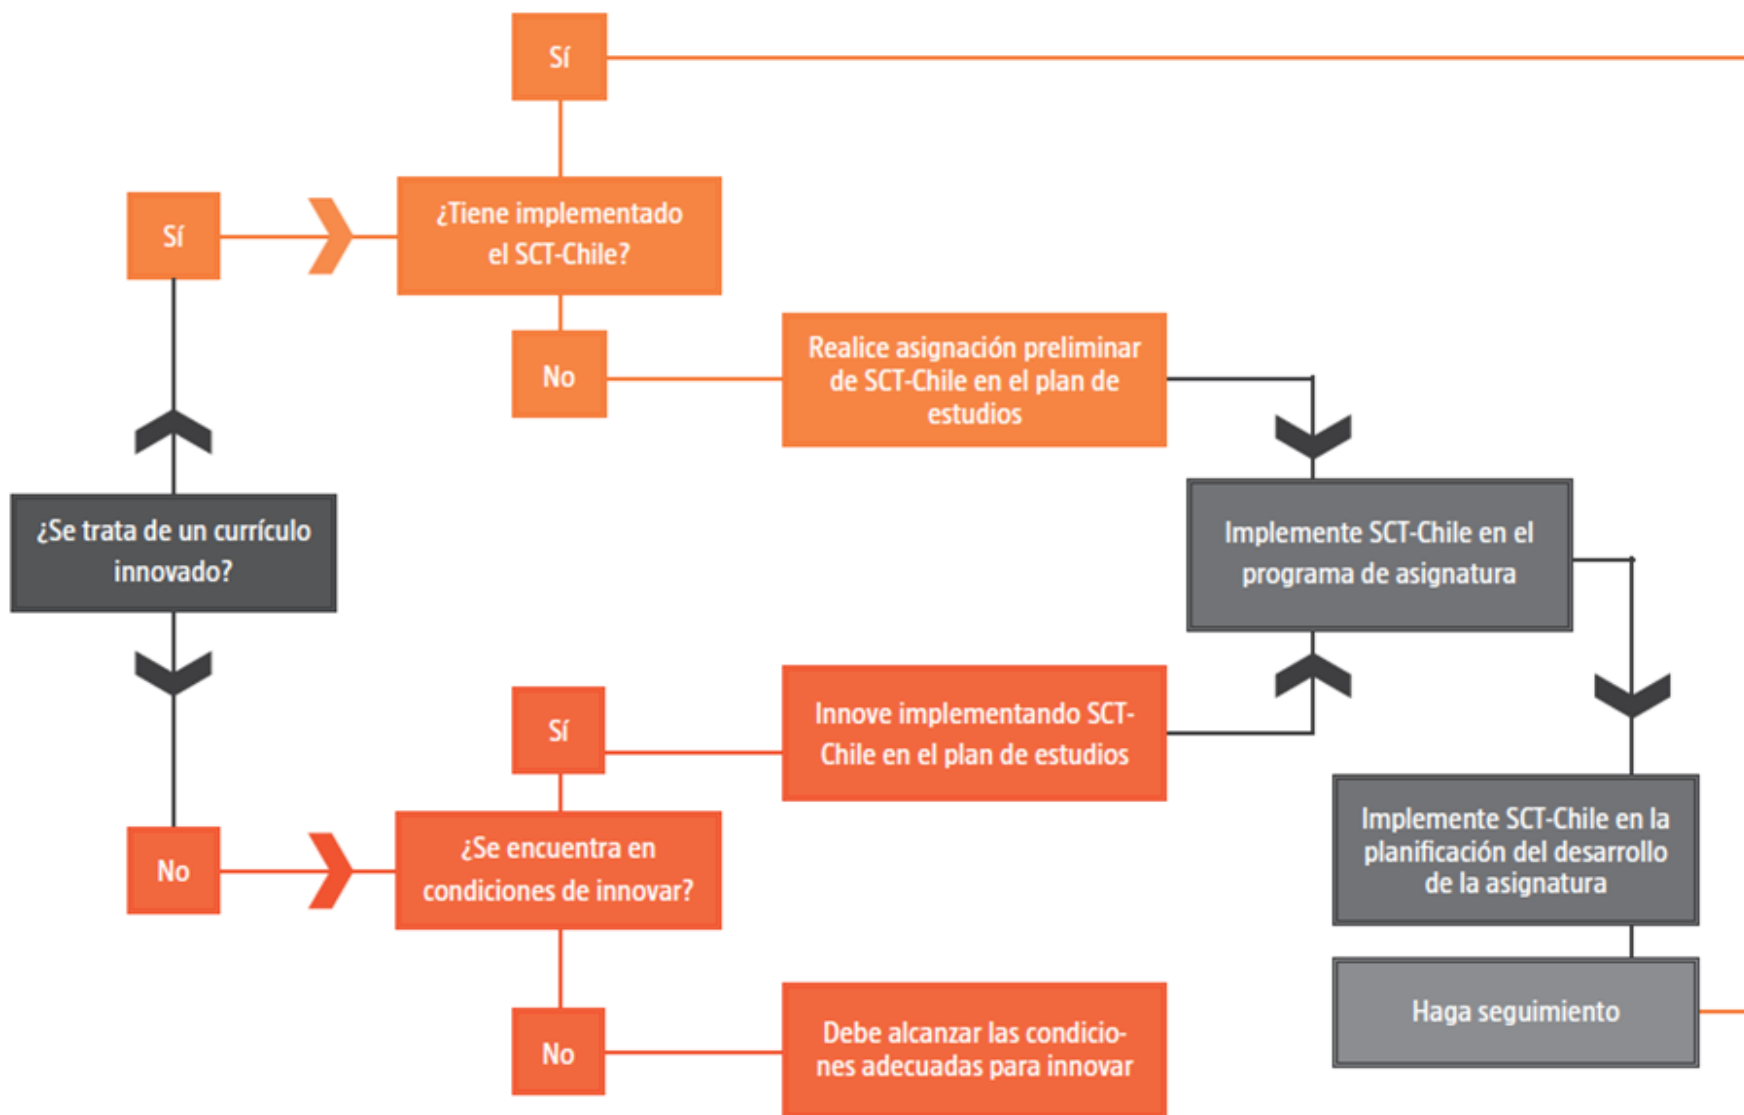 Sí
Sí
¿Tiene implementado
el SCT-Chile?
No
Realice asignación preliminar
de SCT-Chile en el plan de
estudios
¿Se trata de un currículo
innovado?
Implemente SCT-Chile en el
programa de asignatura
Sí
Innove implementando SCT-
Chile en el plan de estudios
No
¿Se encuentra en
condiciones de innovar?
Implemente SCT-Chile en la
planificación del desarrollo
de la asignatura
No
Debe alcanzar las condicio-
nes adecuadas para innovar
Haga seguimiento